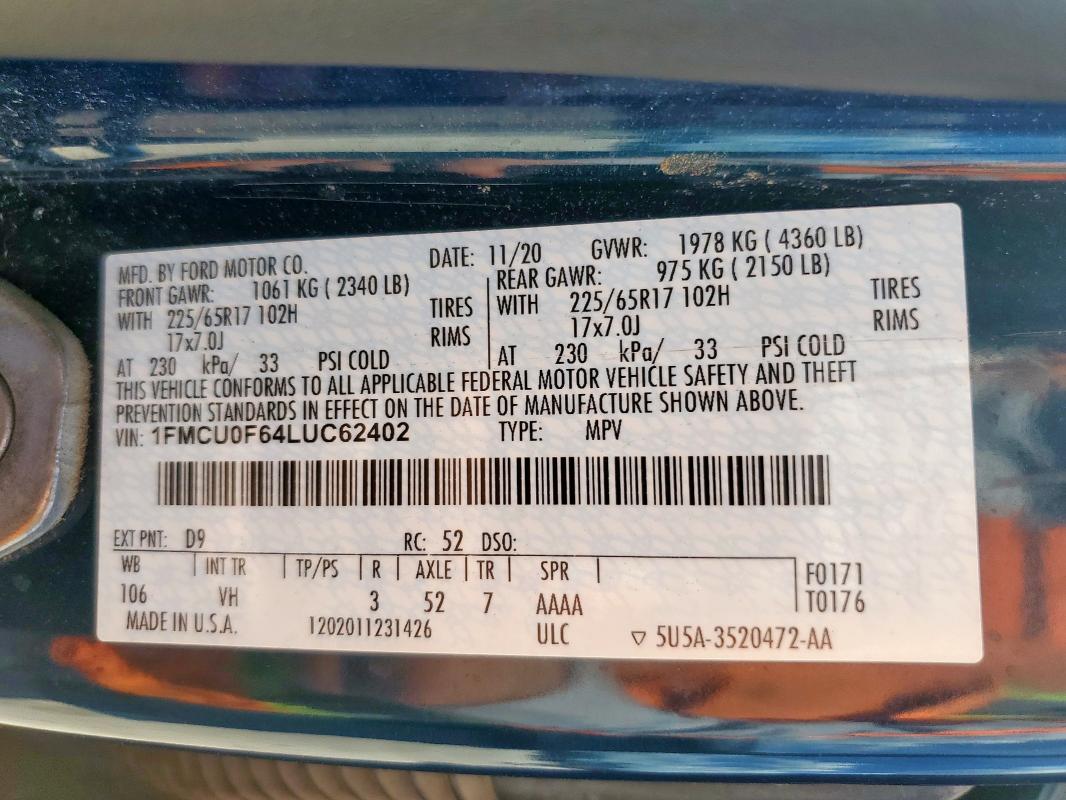 MFD. BY FORD MOTOR CO. DATE: 11/20 GVWR: 1978 KG ( 4360 LB)
FRONT GAWR: 1061 KG ( 2340 LB) REAR GAWR: 975 KG ( 2150 LB)
WITH 225/65R17 102H TIRES WITH 225/65R17 102H TIRES
17x7.0J RIMS 17x7.0J RIMS
AT 230 kPa/ 33 PSI COLD AT 230 kPa/ 33 PSI COLD
THIS VEHICLE CONFORMS TO ALL APPLICABLE FEDERAL MOTOR VEHICLE SAFETY AND THEFT
PREVENTION STANDARDS IN EFFECT ON THE DATE OF MANUFACTURE SHOWN ABOVE.
VIN: 1FMCU0F64LUC62402 TYPE: MPV
EXT PNT: D9 RC: 52 DSO:
WB INT TR TP/PS R AXLE TR SPR F0171
106 VH 3 52 7 AAAA T0176
MADE IN U.S.A. 1202011231426 ULC ▽ 5U5A-3520472-AA